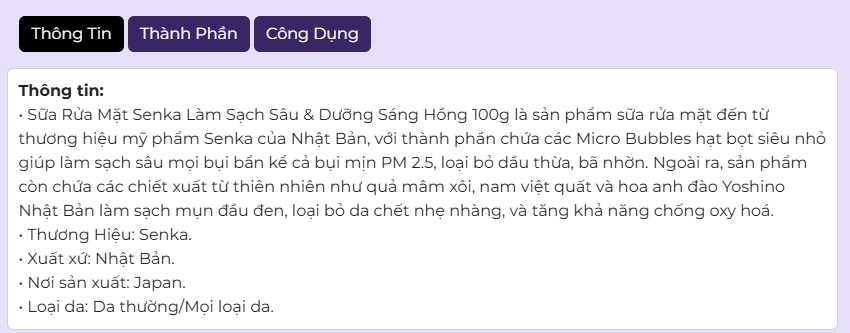 Thông Tin Thành Phần Công Dụng
Thông tin:
• Sữa Rửa Mặt Senka Làm Sạch Sâu & Dưỡng Sáng Hồng 100g là sản phẩm sữa rửa mặt đến từ
thương hiệu mỹ phẩm Senka của Nhật Bản, với thành phần chứa các Micro Bubbles hạt bọt siêu nhỏ
giúp làm sạch sâu mọi bụi bẩn kể cả bụi mịn PM 2.5, loại bỏ dầu thừa, bã nhờn. Ngoài ra, sản phẩm
còn chứa các chiết xuất từ thiên nhiên như quả mâm xôi, nam việt quất và hoa anh đào Yoshino
Nhật Bản làm sạch mụn đầu đen, loại bỏ da chết nhẹ nhàng, và tăng khả năng chống oxy hoá.
• Thương Hiệu: Senka.
• Xuất xứ: Nhật Bản.
• Nơi sản xuất: Japan.
• Loại da: Da thường/Mọi loại da.